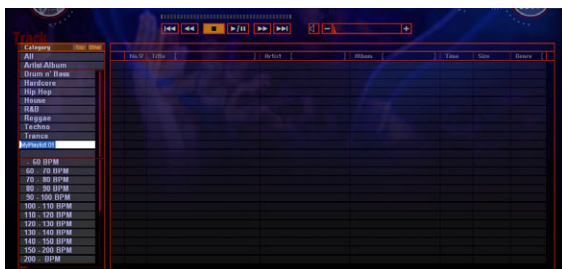 Track
Category
All No.\# Title [ ] Artist [ ] Album [ ] Time Size Genre [ ]
Artist Album
Drum n' Bass
Hardcore
Hip Hop
House
R&B
Reggae
Techno
Trance
MyPlaylist 01
- 60 BPM
60 - 70 BPM
70 - 80 BPM
80 - 90 BPM
90 - 100 BPM
100 - 110 BPM
110 - 120 BPM
120 - 130 BPM
130 - 140 BPM
140 - 150 BPM
150 - 200 BPM
200 - BPM